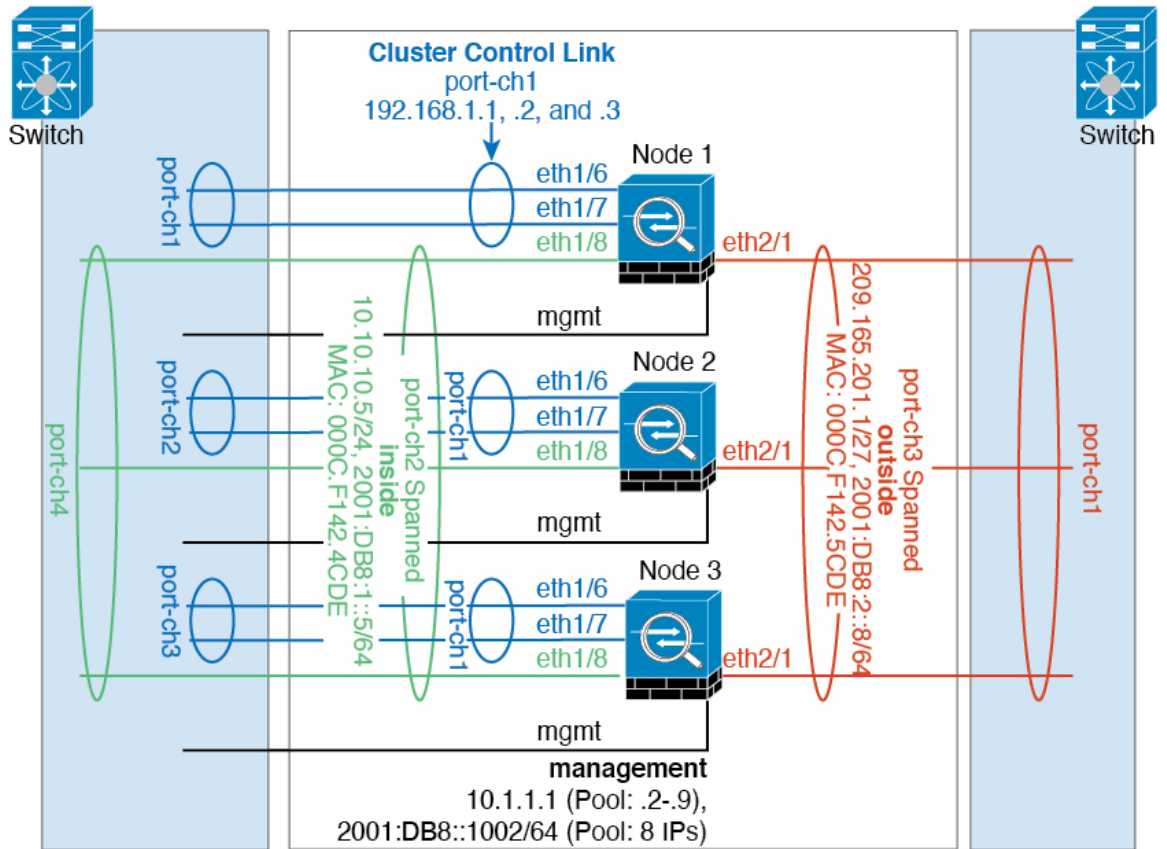 Switch
Switch
Cluster Control Link
port-ch1
192.168.1.1, .2, and .3
Node 1
port-ch1
eth1/6
eth1/7
eth1/8
eth2/1
mgmt
Node 2
port-ch2
port-ch1
eth1/6
eth1/7
eth1/8
eth2/1
mgmt
Node 3
port-ch3
port-ch1
eth1/6
eth1/7
eth1/8
eth2/1
mgmt
port-ch4
port-ch2 Spanned
inside
10.10.10.5/24, 2001:DB8:1::5/64
MAC: 000C.F142.4CDE
port-ch3 Spanned
outside
209.165.201.1/27, 2001:DB8:2::8/64
MAC: 000C.F142.5CDE
port-ch1
management
10.1.1.1 (Pool: .2-.9),
2001:DB8::1002/64 (Pool: 8 IPs)